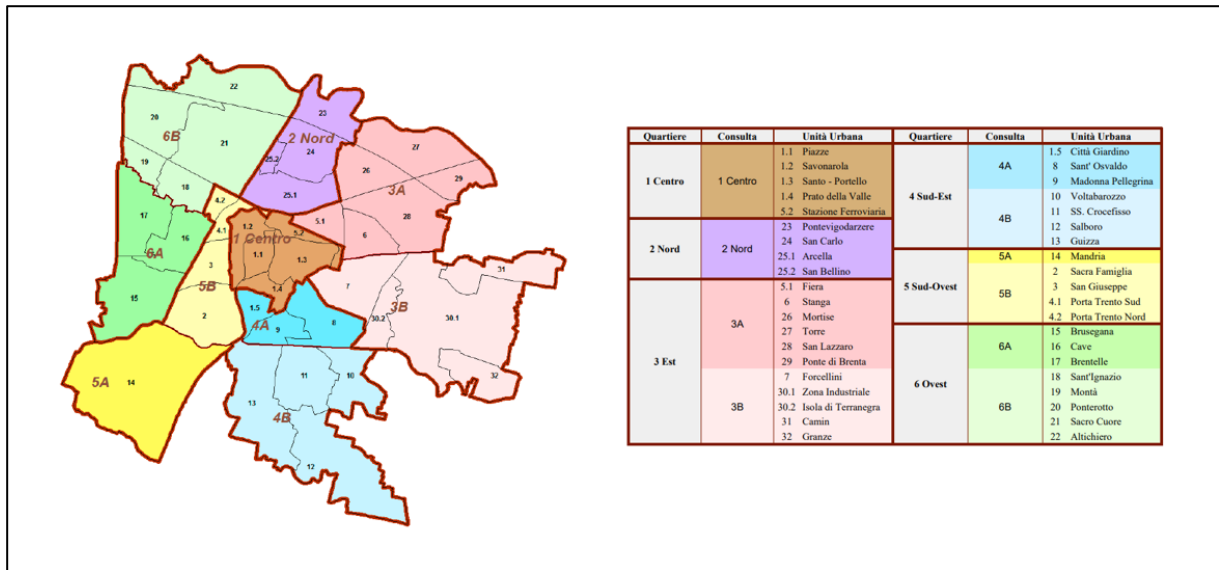 22
23
20
6B
2 Nord
27
21
24
25.2
26
19
29
3A
18
25.1
4.2
17
5.1
28
1.2
4.1
5.2
6
16
1 Centro
6A
1.1
1.3
3
31
5B
1.4
7
15
3B
1.5
2
4A
8
30.2
30.1
9
5A
14
11
10
32
13
4B
12
Quartiere Consulta Unità Urbana Quartiere Consulta Unità Urbana
1 Centro 1 Centro
1.1 Piazze
1.2 Savonarola
1.3 Santo - Portello
1.4 Prato della Valle
5.2 Stazione Ferroviaria
2 Nord 2 Nord
23 Pontevigodarzere
24 San Carlo
25.1 Arcella
25.2 San Bellino
3 Est
3A
5.1 Fiera
6 Stanga
26 Mortise
27 Torre
28 San Lazzaro
29 Ponte di Brenta
3B
7 Forcellini
30.1 Zona Industriale
30.2 Isola di Terranegra
31 Camin
32 Granze
4 Sud-Est
4A
1.5 Città Giardino
8 Sant' Osvaldo
9 Madonna Pellegrina
4B
10 Voltabarozzo
11 SS. Crocefisso
12 Salboro
13 Guizza
5 Sud-Ovest
5A
14 Mandria
5B
2 Sacra Famiglia
3 San Giuseppe
4.1 Porta Trento Sud
4.2 Porta Trento Nord
6 Ovest
6A
15 Brusegana
16 Cave
17 Brentelle
6B
18 Sant'Ignazio
19 Montà
20 Ponterotto
21 Sacro Cuore
22 Altichiero